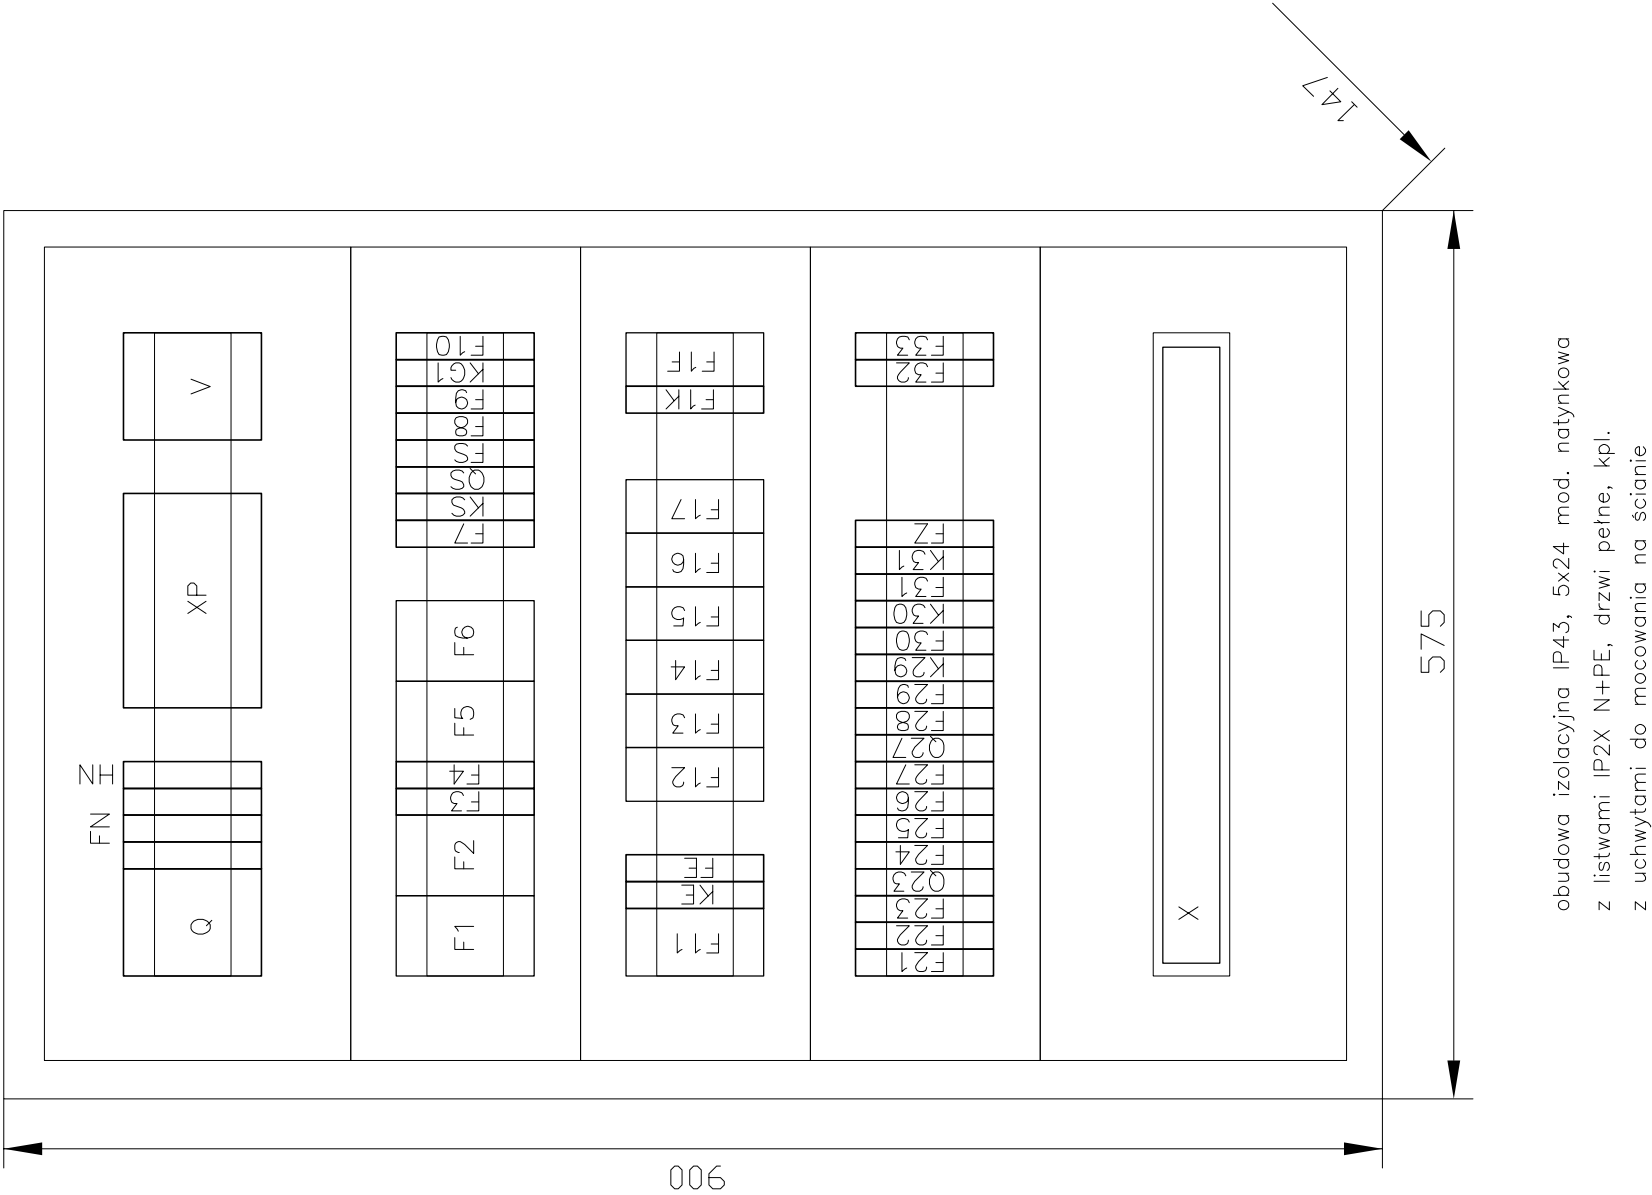 Q
FN
HN
XP
V
F1
F2
F3
F4
F5
F6
F7
KS
QS
FS
F8
F9
KG1
F10
F11
KE
FE
F12
F13
F14
F15
F16
F17
F1K
F1F
F21
F22
F23
Q23
F24
F25
F26
F27
Q27
F28
F29
K29
F30
K30
F31
K31
FZ
F32
F33
X
900
575
147
obudowa izolacyjna IP43, 5x24 mod. natynkowa
z listwami IP2X N+PE, drzwi pełne, kpl.
z uchwytami do mocowania na ścianie